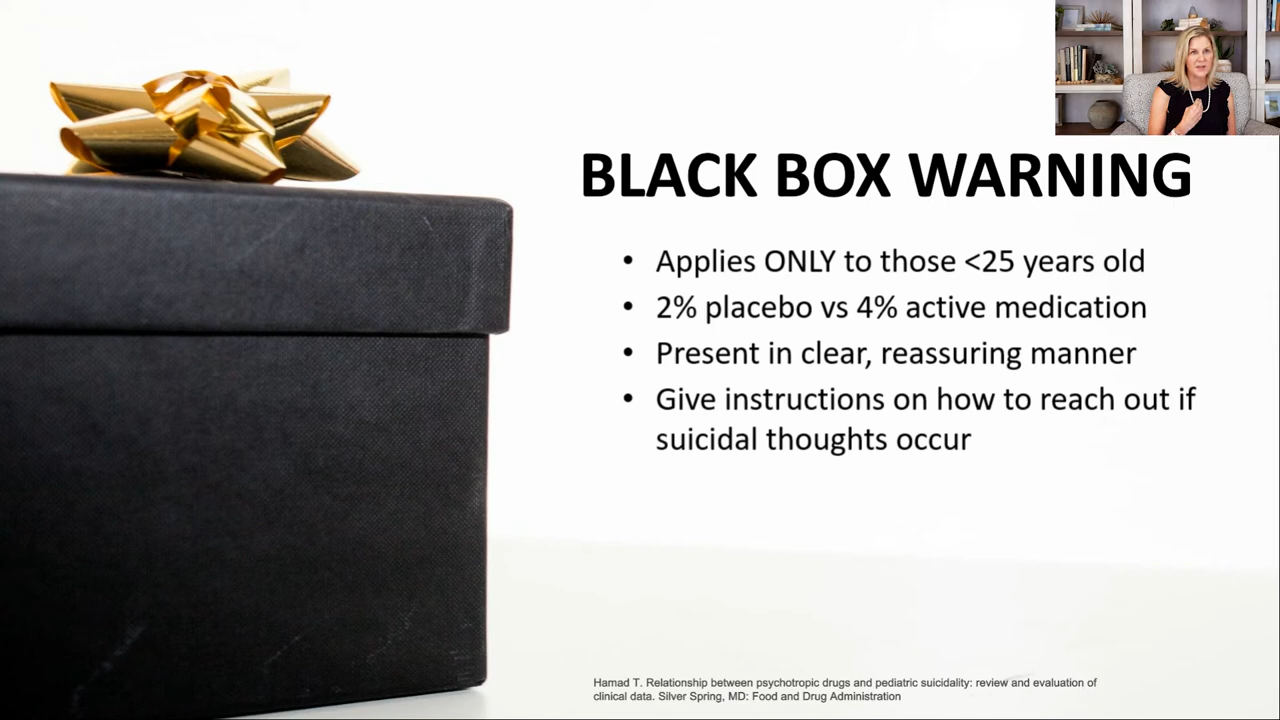 BLACK BOX WARNING
• Applies ONLY to those <25 years old
• 2% placebo vs 4% active medication
• Present in clear, reassuring manner
• Give instructions on how to reach out if
suicidal thoughts occur
Hamad T. Relationship between psychotropic drugs and pediatric suicidality: review and evaluation of
clinical data. Silver Spring, MD: Food and Drug Administration